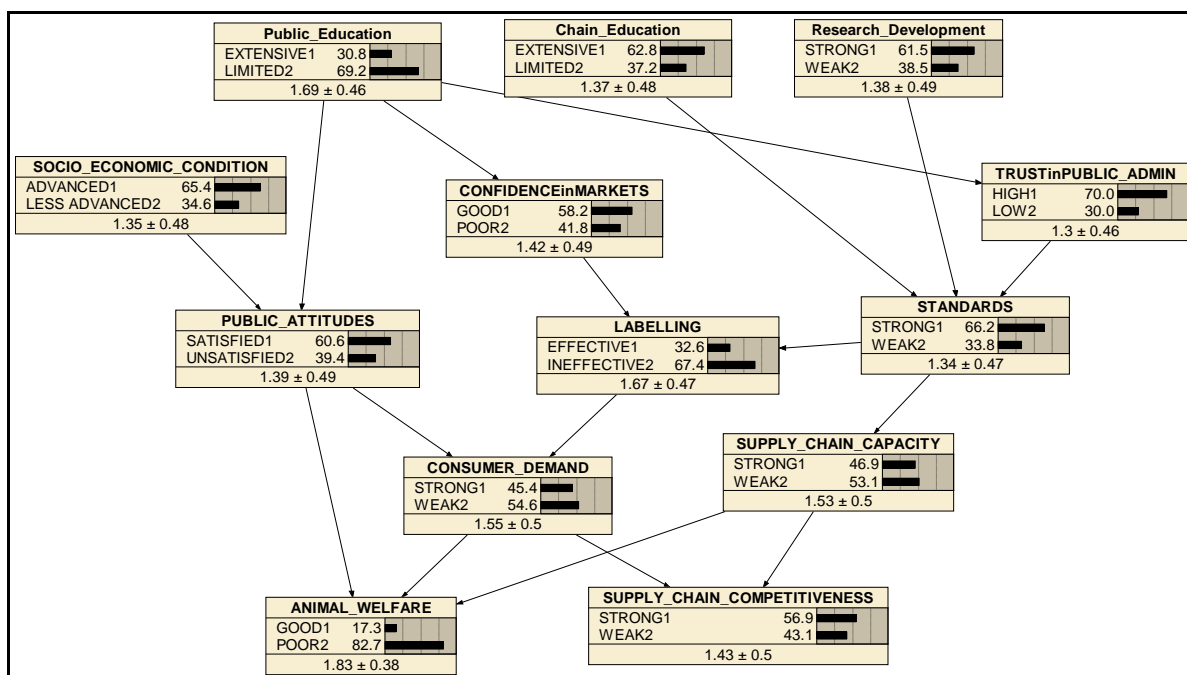 Public_Education
EXTENSIVE1 30.8
LIMITED2 69.2
1.69 ± 0.46
Chain_Education
EXTENSIVE1 62.8
LIMITED2 37.2
1.37 ± 0.48
Research_Development
STRONG1 61.5
WEAK2 38.5
1.38 ± 0.49
SOCIO_ECONOMIC_CONDITION
ADVANCED1 65.4
LESS ADVANCED2 34.6
1.35 ± 0.48
CONFIDENCEinMARKETS
GOOD1 58.2
POOR2 41.8
1.42 ± 0.49
TRUSTinPUBLIC_ADMIN
HIGH1 70.0
LOW2 30.0
1.3 ± 0.46
PUBLIC_ATTITUDES
SATISFIED1 60.6
UNSATISFIED2 39.4
1.39 ± 0.49
LABELLING
EFFECTIVE1 32.6
INEFFECTIVE2 67.4
1.67 ± 0.47
STANDARDS
STRONG1 66.2
WEAK2 33.8
1.34 ± 0.47
CONSUMER_DEMAND
STRONG1 45.4
WEAK2 54.6
1.55 ± 0.5
SUPPLY_CHAIN_CAPACITY
STRONG1 46.9
WEAK2 53.1
1.53 ± 0.5
ANIMAL_WELFARE
GOOD1 17.3
POOR2 82.7
1.83 ± 0.38
SUPPLY_CHAIN_COMPETITIVENESS
STRONG1 56.9
WEAK2 43.1
1.43 ± 0.5